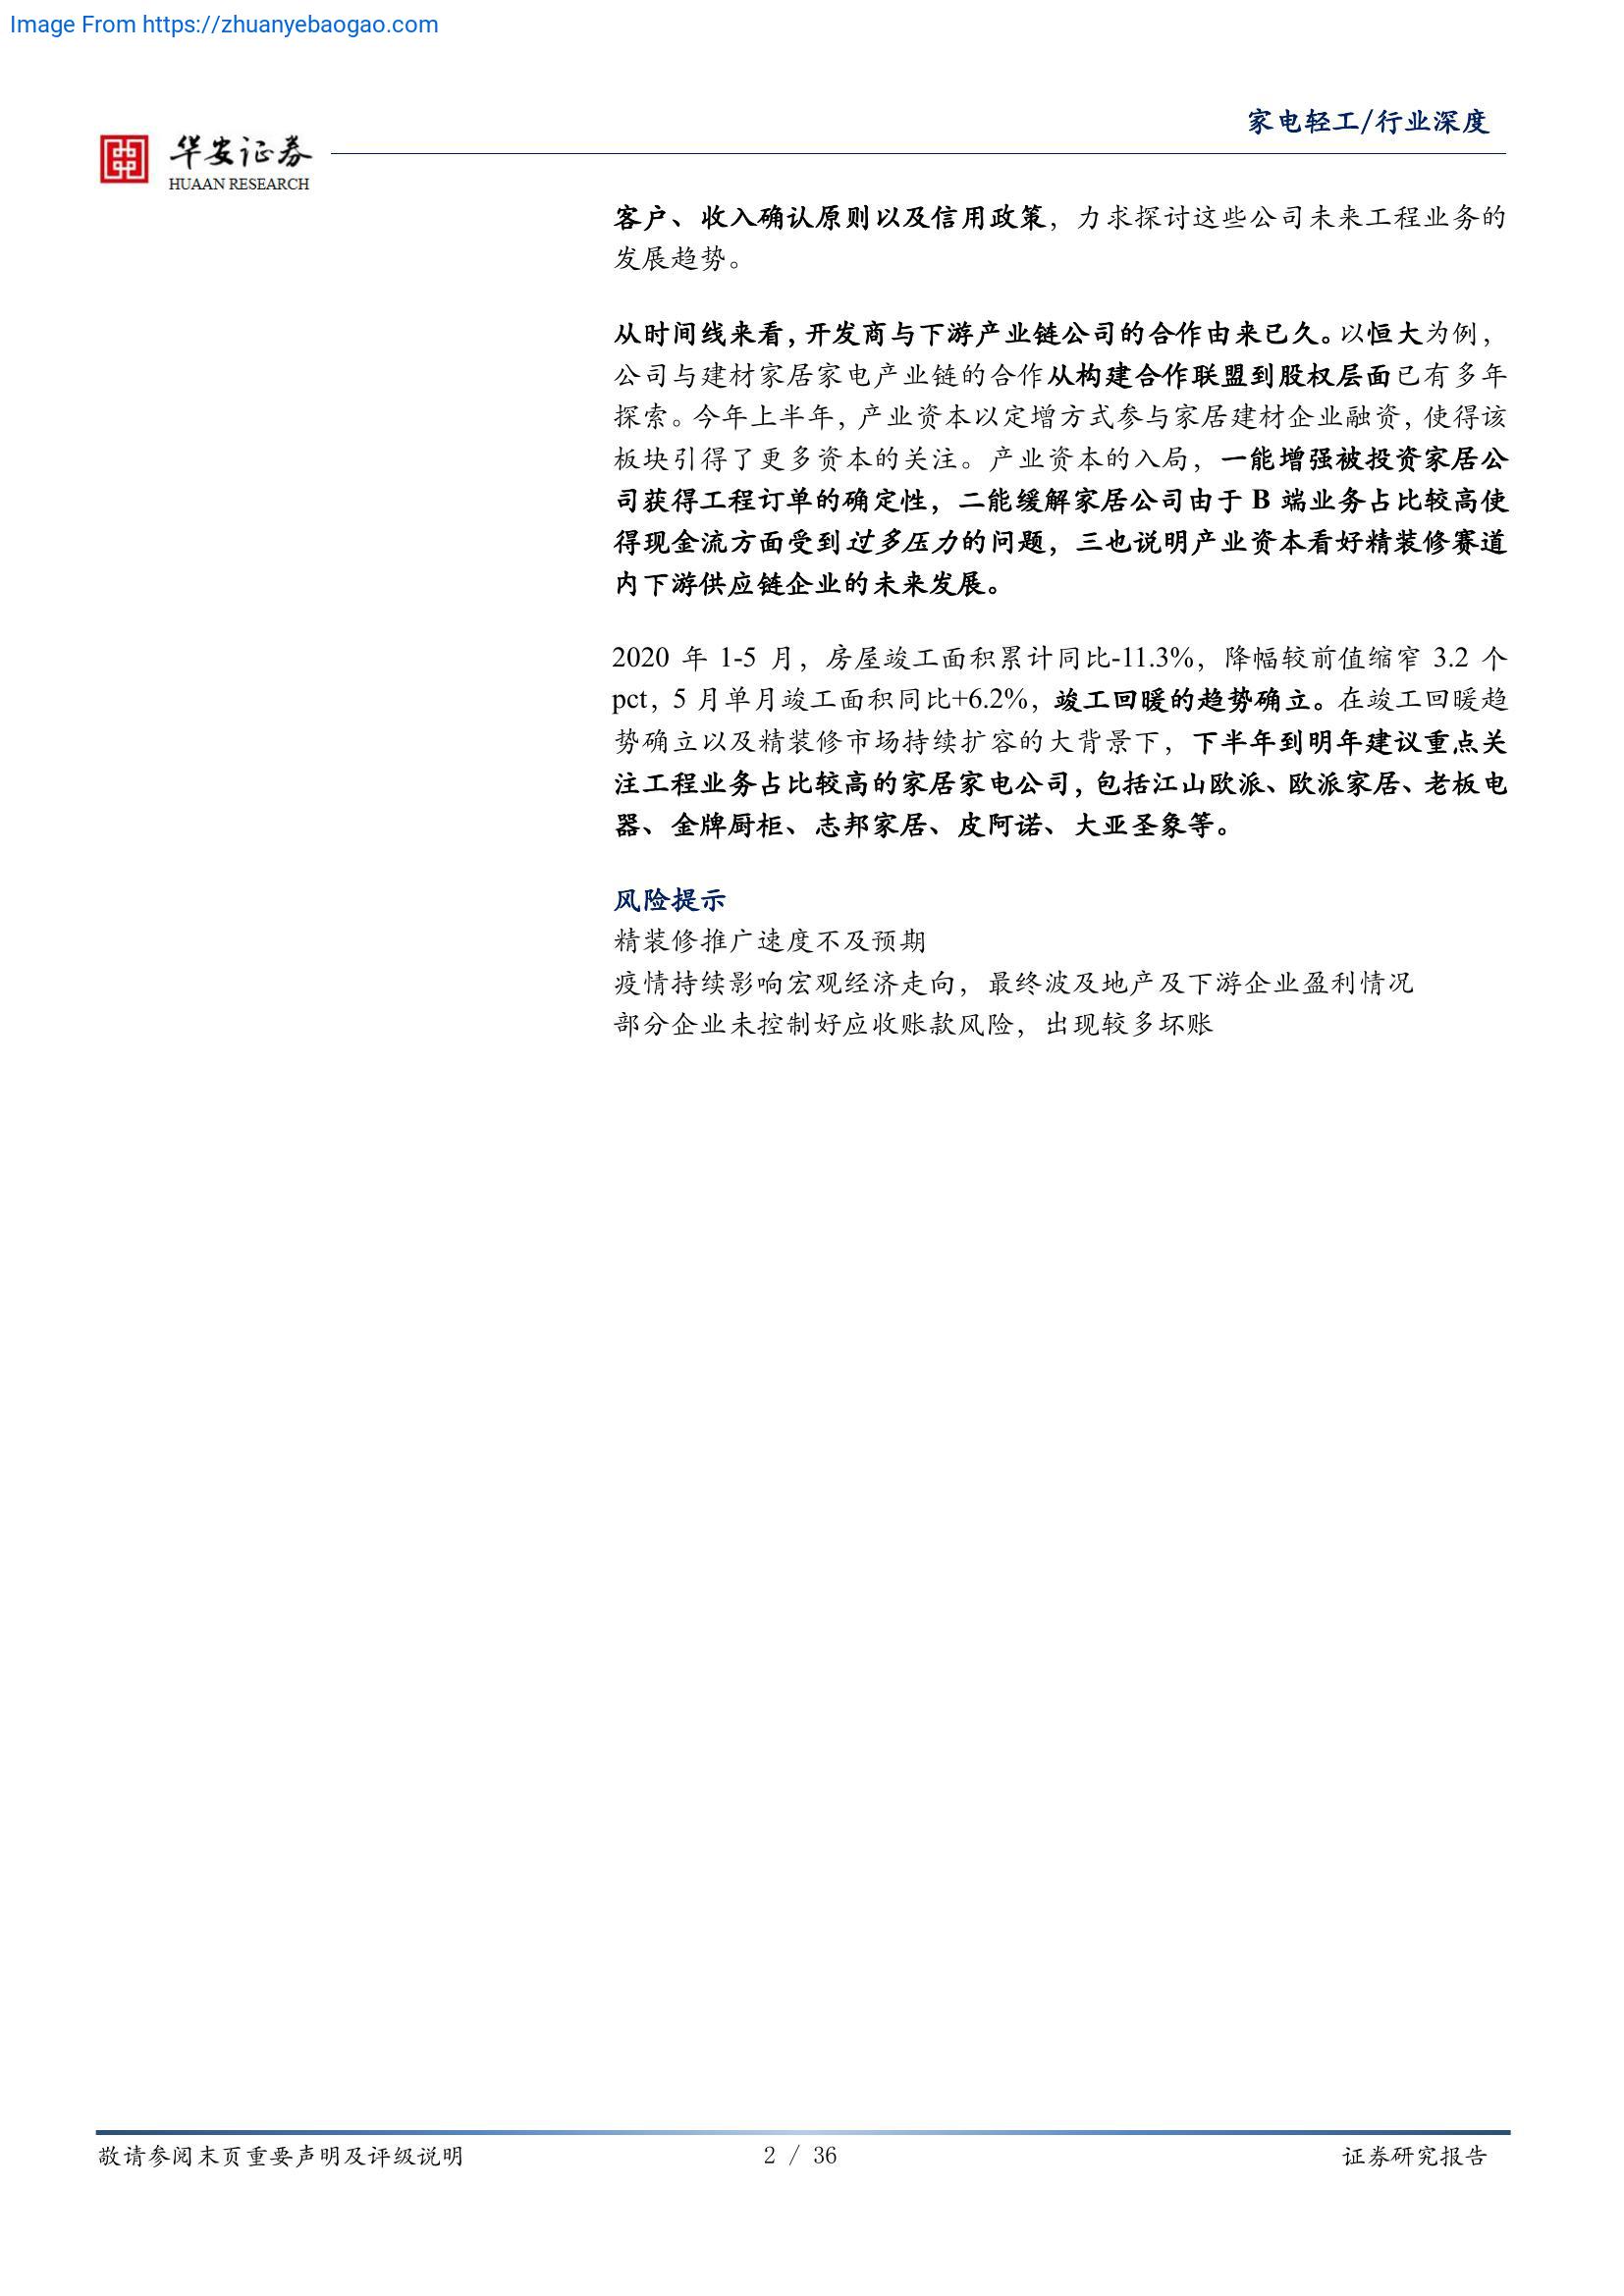 Image From https://zhuanyebaogao.com
家电轻工/行业深度
华安证券
HUAAN RESEARCH
客户、收入确认原则以及信用政策，力求探讨这些公司未来工程业务的
发展趋势。
从时间线来看，开发商与下游产业链公司的合作由来已久。以恒大为例，
公司与建材家居家电产业链的合作从构建合作联盟到股权层面已有多年
探索。今年上半年，产业资本以定增方式参与家居建材企业融资，使得该
板块引得了更多资本的关注。产业资本的入局，一能增强被投资家居公
司获得工程订单的确定性，二能缓解家居公司由于 B 端业务占比较高使
得现金流方面受到过多压力的问题，三也说明产业资本看好精装修赛道
内下游供应链企业的未来发展。
2020 年 1-5 月，房屋竣工面积累计同比-11.3%，降幅较前值缩窄 3.2 个
pct，5 月单月竣工面积同比+6.2%，竣工回暖的趋势确立。在竣工回暖趋
势确立以及精装修市场持续扩容的大背景下，下半年到明年建议重点关
注工程业务占比较高的家居家电公司，包括江山欧派、欧派家居、老板电
器、金牌厨柜、志邦家居、皮阿诺、大亚圣象等。
风险提示
精装修推广速度不及预期
疫情持续影响宏观经济走向，最终波及地产及下游企业盈利情况
部分企业未控制好应收账款风险，出现较多坏账
敬请参阅末页重要声明及评级说明
2 / 36
证券研究报告